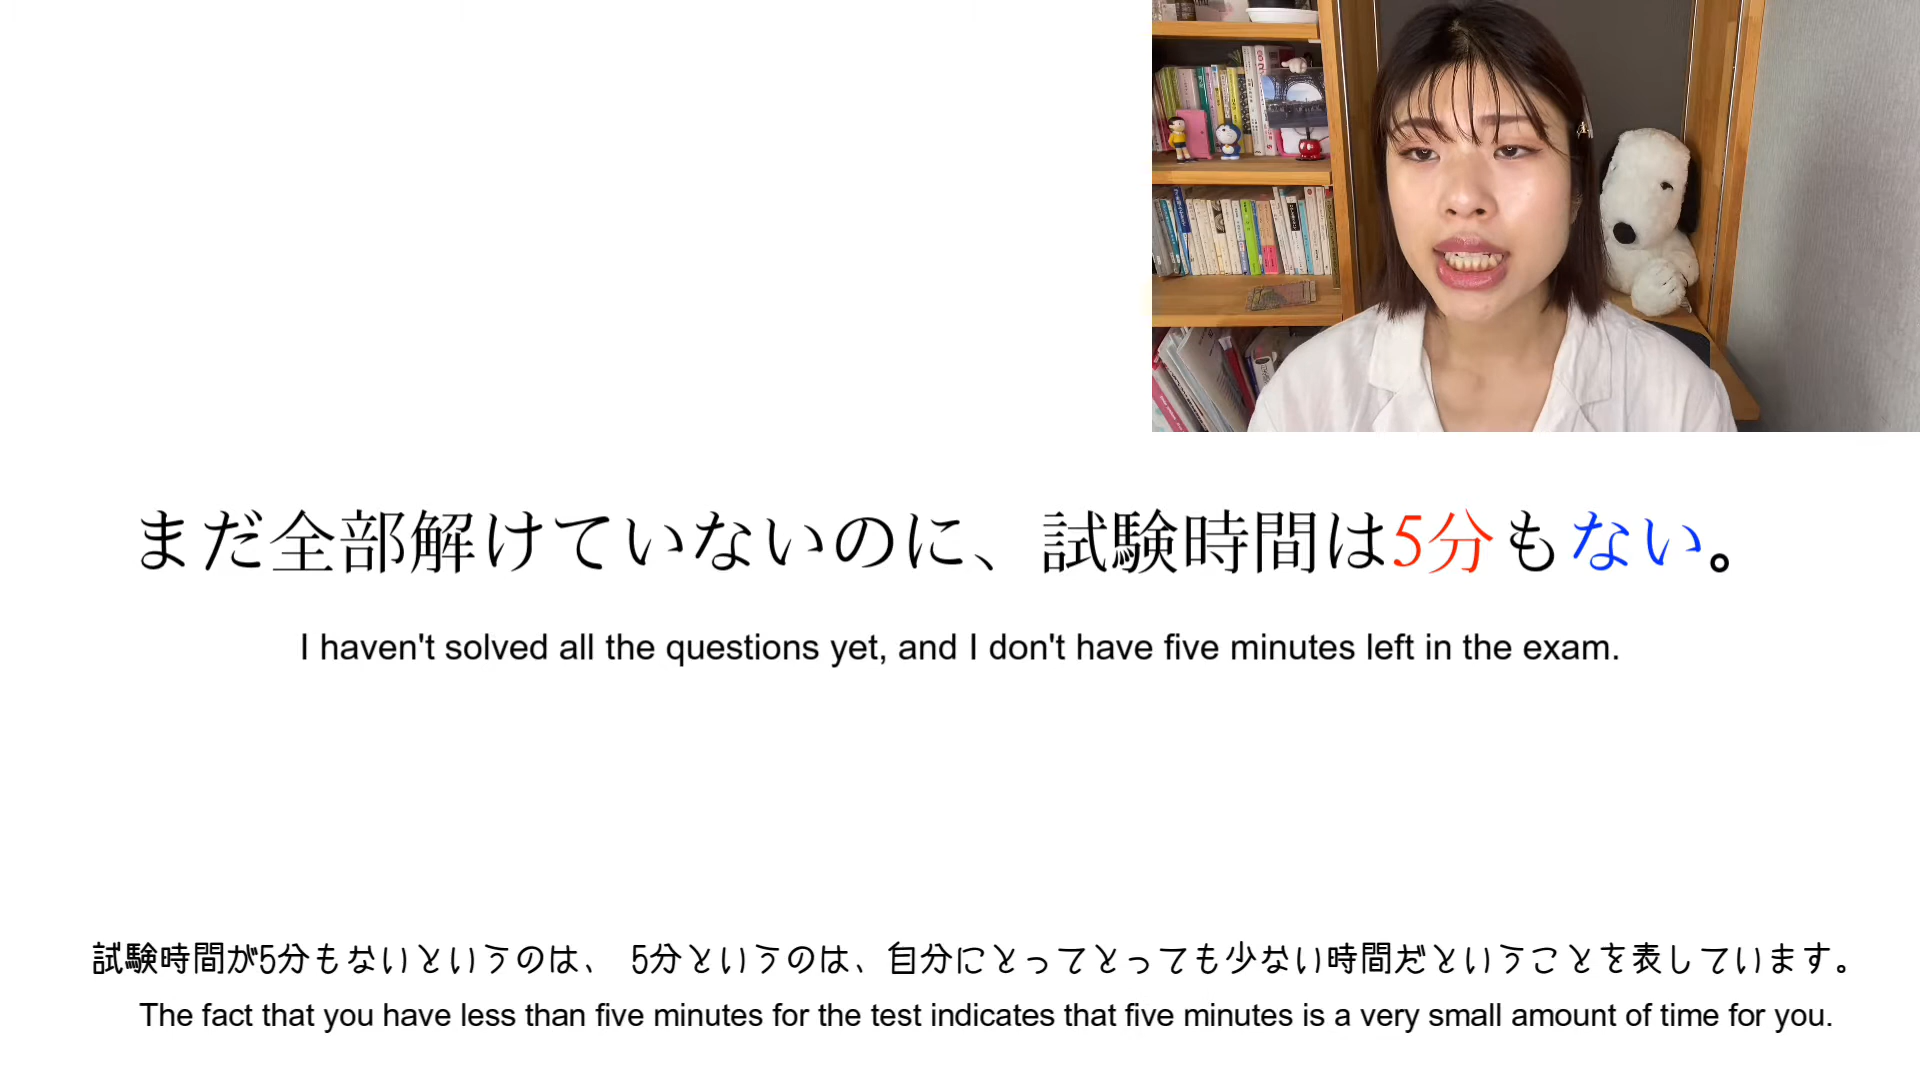 まだ全部解けていないのに、試験時間は5分もない。
I haven't solved all the questions yet, and I don't have five minutes left in the exam.
試験時間が5分もないというのは、 5分というのは、自分にとってとっても少ない時間だということを表しています。
The fact that you have less than five minutes for the test indicates that five minutes is a very small amount of time for you.